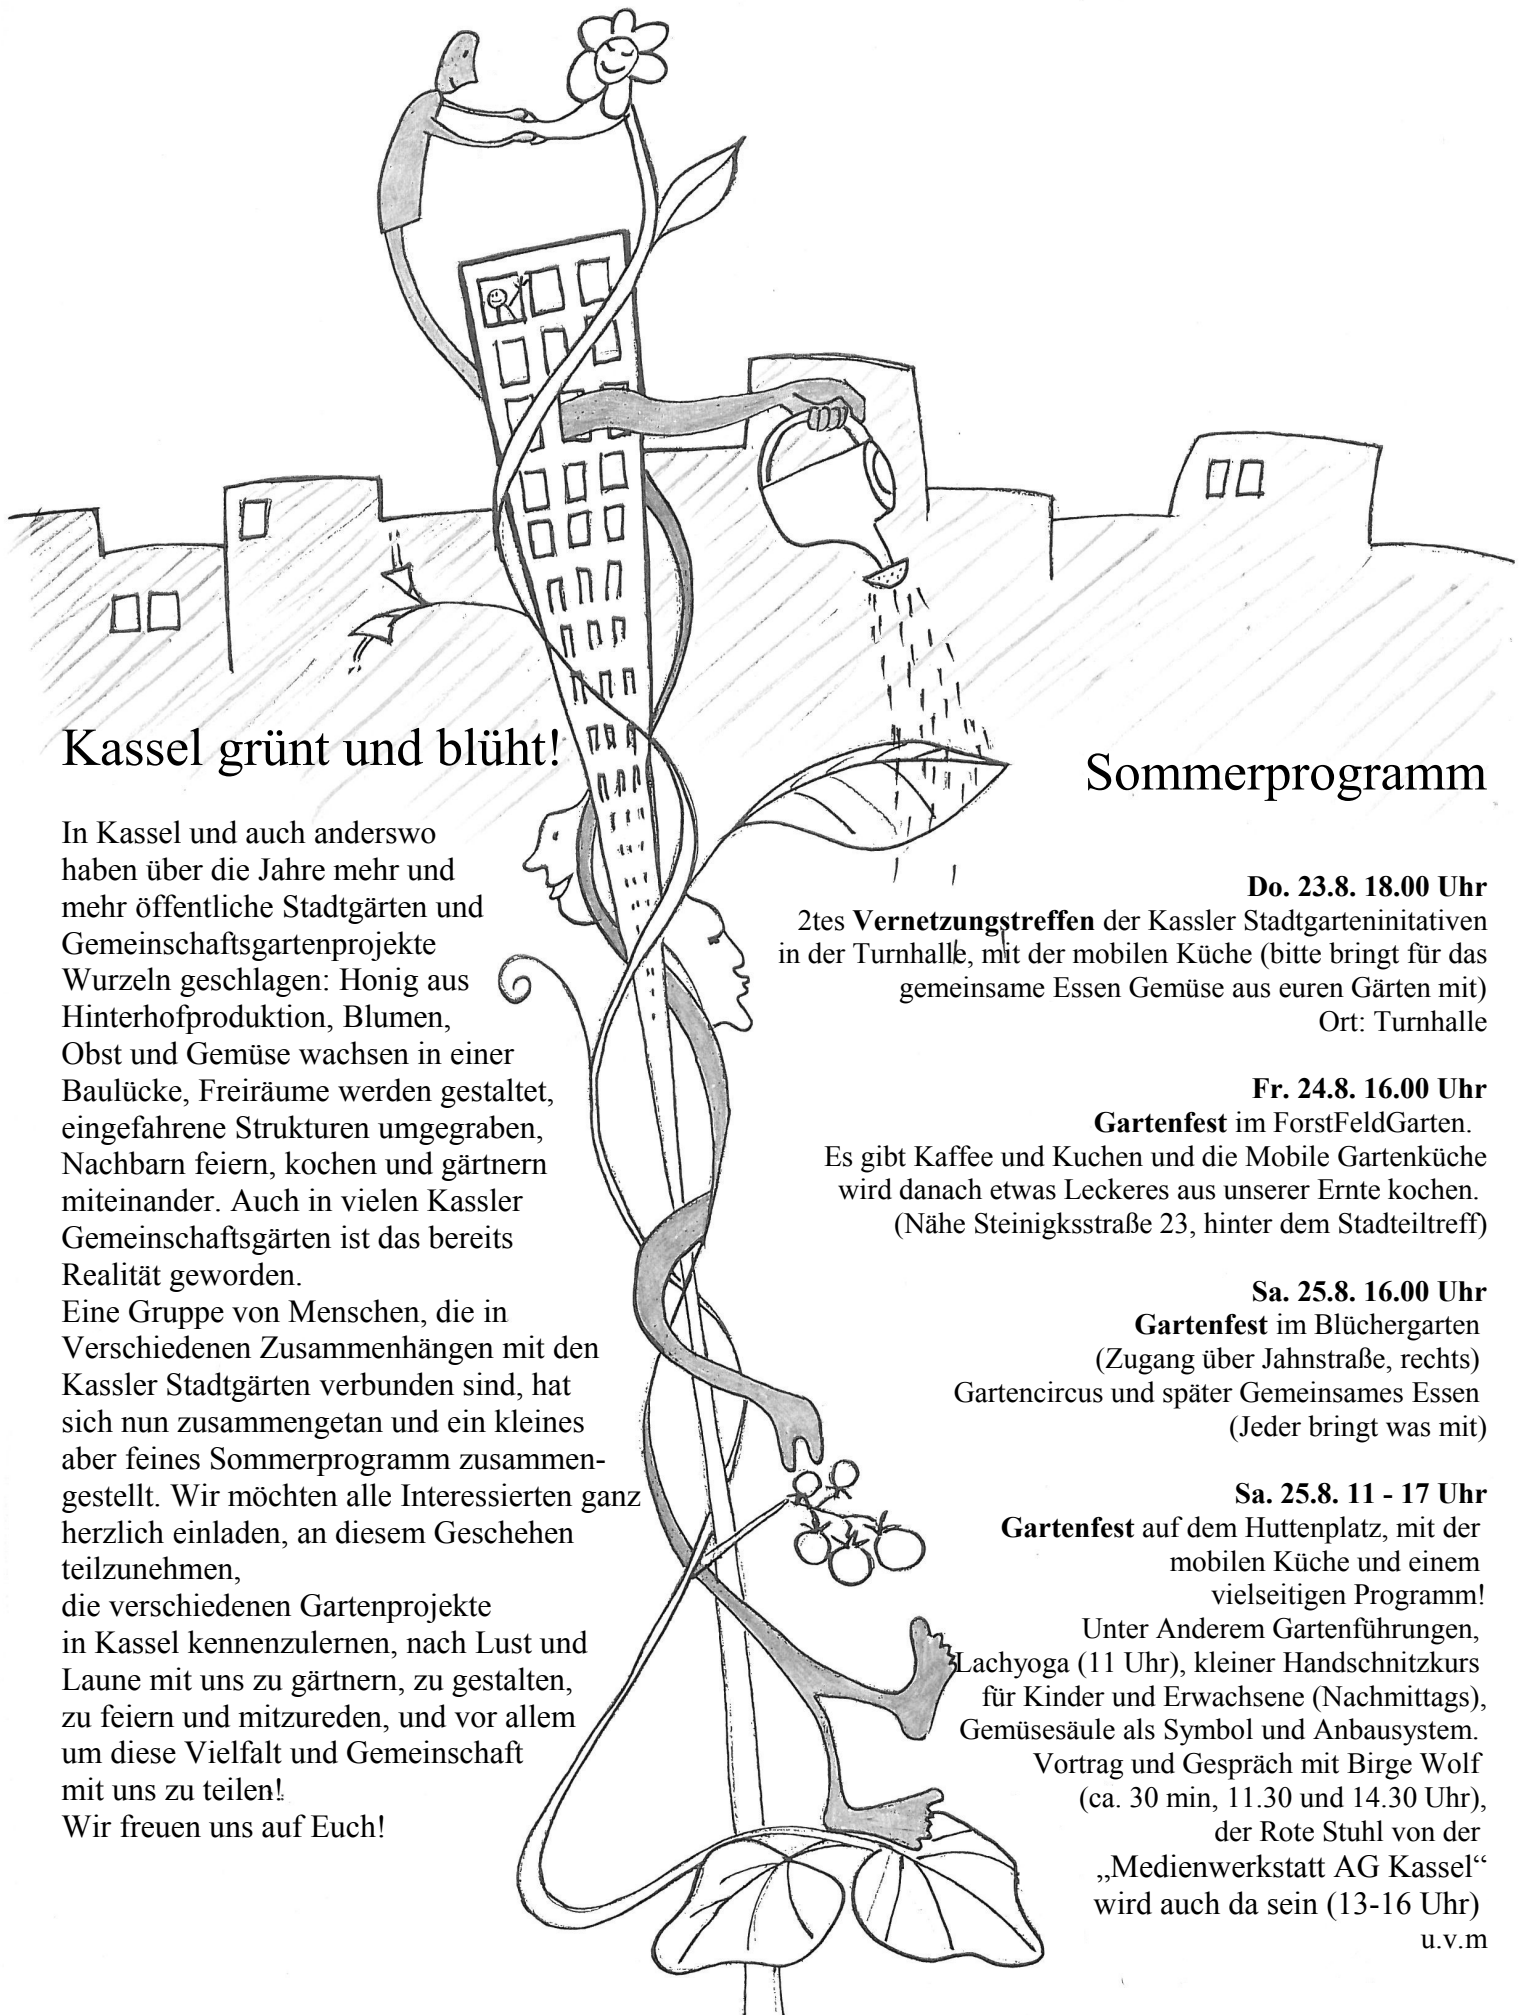 Kassel grünt und blüht!
In Kassel und auch anderswo
haben über die Jahre mehr und
mehr öffentliche Stadtgärten und
Gemeinschaftsgartenprojekte
Wurzeln geschlagen: Honig aus
Hinterhofproduktion, Blumen,
Obst und Gemüse wachsen in einer
Baulücke, Freiräume werden gestaltet,
eingefahrene Strukturen umgegraben,
Nachbarn feiern, kochen und gärtnern
miteinander. Auch in vielen Kassler
Gemeinschaftsgärten ist das bereits
Realität geworden.
Eine Gruppe von Menschen, die in
Verschiedenen Zusammenhängen mit den
Kassler Stadtgärten verbunden sind, hat
sich nun zusammengetan und ein kleines
aber feines Sommerprogramm zusammen-
gestellt. Wir möchten alle Interessierten ganz
herzlich einladen, an diesem Geschehen
teilzunehmen,
die verschiedenen Gartenprojekte
in Kassel kennenzulernen, nach Lust und
Laune mit uns zu gärtnern, zu gestalten,
zu feiern und mitzureden, und vor allem
um diese Vielfalt und Gemeinschaft
mit uns zu teilen!
Wir freuen uns auf Euch!
Sommerprogramm
Do. 23.8. 18.00 Uhr
2tes Vernetzungstreffen der Kassler Stadtgarteninitativen
in der Turnhalle, mit der mobilen Küche (bitte bringt für das
gemeinsame Essen Gemüse aus euren Gärten mit)
Ort: Turnhalle
Fr. 24.8. 16.00 Uhr
Gartenfest im ForstFeldGarten.
Es gibt Kaffee und Kuchen und die Mobile Gartenküche
wird danach etwas Leckeres aus unserer Ernte kochen.
(Nähe Steinigksstraße 23, hinter dem Stadteiltreff)
Sa. 25.8. 16.00 Uhr
Gartenfest im Blüchergarten
(Zugang über Jahnstraße, rechts)
Gartencircus und später Gemeinsames Essen
(Jeder bringt was mit)
Sa. 25.8. 11 - 17 Uhr
Gartenfest auf dem Huttenplatz, mit der
mobilen Küche und einem
vielseitigen Programm!
Unter Anderem Gartenführungen,
Lachyoga (11 Uhr), kleiner Handschnitzkurs
für Kinder und Erwachsene (Nachmittags),
Gemüsesäule als Symbol und Anbausystem.
Vortrag und Gespräch mit Birge Wolf
(ca. 30 min, 11.30 und 14.30 Uhr),
der Rote Stuhl von der
„Medienwerkstatt AG Kassel“
wird auch da sein (13-16 Uhr)
u.v.m